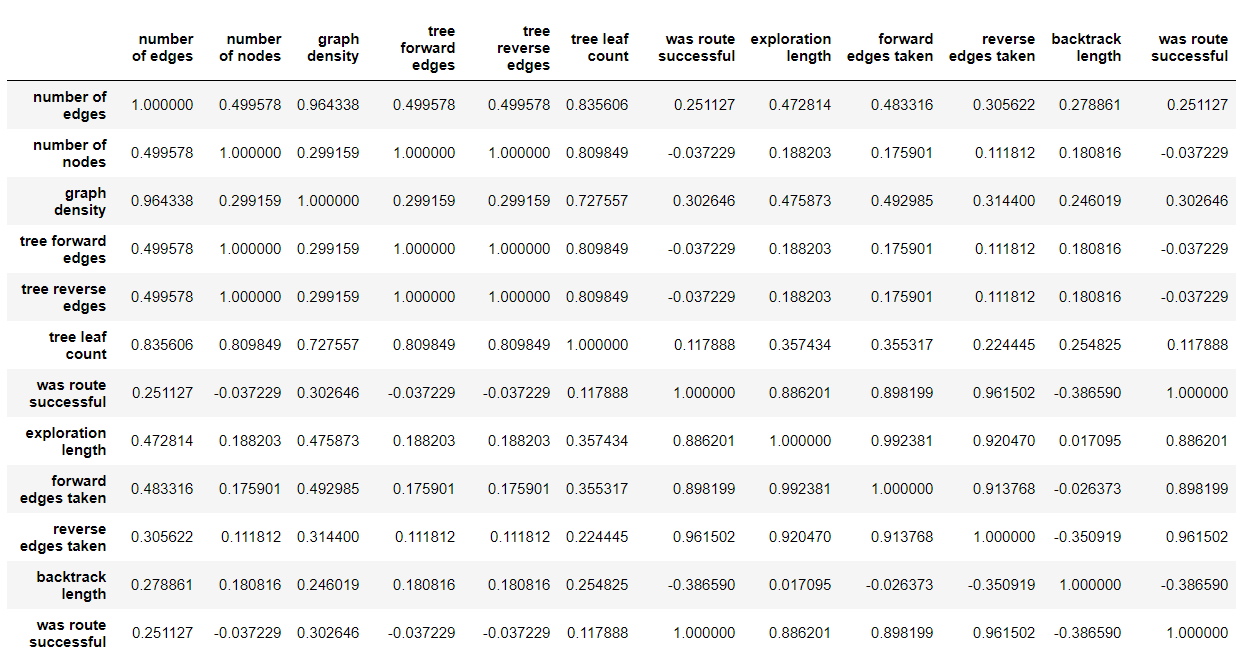 number of edges number of nodes graph density tree forward edges tree reverse edges tree leaf count was route successful exploration length forward edges taken reverse edges taken backtrack length was route successful
number of edges 1.000000 0.499578 0.964338 0.499578 0.499578 0.835606 0.251127 0.472814 0.483316 0.305622 0.278861 0.251127
number of nodes 0.499578 1.000000 0.299159 1.000000 1.000000 0.809849 -0.037229 0.188203 0.175901 0.111812 0.180816 -0.037229
graph density 0.964338 0.299159 1.000000 0.299159 0.299159 0.727557 0.302646 0.475873 0.492985 0.314400 0.246019 0.302646
tree forward edges 0.499578 1.000000 0.299159 1.000000 1.000000 0.809849 -0.037229 0.188203 0.175901 0.111812 0.180816 -0.037229
tree reverse edges 0.499578 1.000000 0.299159 1.000000 1.000000 0.809849 -0.037229 0.188203 0.175901 0.111812 0.180816 -0.037229
tree leaf count 0.835606 0.809849 0.727557 0.809849 0.809849 1.000000 0.117888 0.357434 0.355317 0.224445 0.254825 0.117888
was route successful 0.251127 -0.037229 0.302646 -0.037229 -0.037229 0.117888 1.000000 0.886201 0.898199 0.961502 -0.386590 1.000000
exploration length 0.472814 0.188203 0.475873 0.188203 0.188203 0.357434 0.886201 1.000000 0.992381 0.920470 0.017095 0.886201
forward edges taken 0.483316 0.175901 0.492985 0.175901 0.175901 0.355317 0.898199 0.992381 1.000000 0.913768 -0.026373 0.898199
reverse edges taken 0.305622 0.111812 0.314400 0.111812 0.111812 0.224445 0.961502 0.920470 0.913768 1.000000 -0.350919 0.961502
backtrack length 0.278861 0.180816 0.246019 0.180816 0.180816 0.254825 -0.386590 0.017095 -0.026373 -0.350919 1.000000 -0.386590
was route successful 0.251127 -0.037229 0.302646 -0.037229 -0.037229 0.117888 1.000000 0.886201 0.898199 0.961502 -0.386590 1.000000